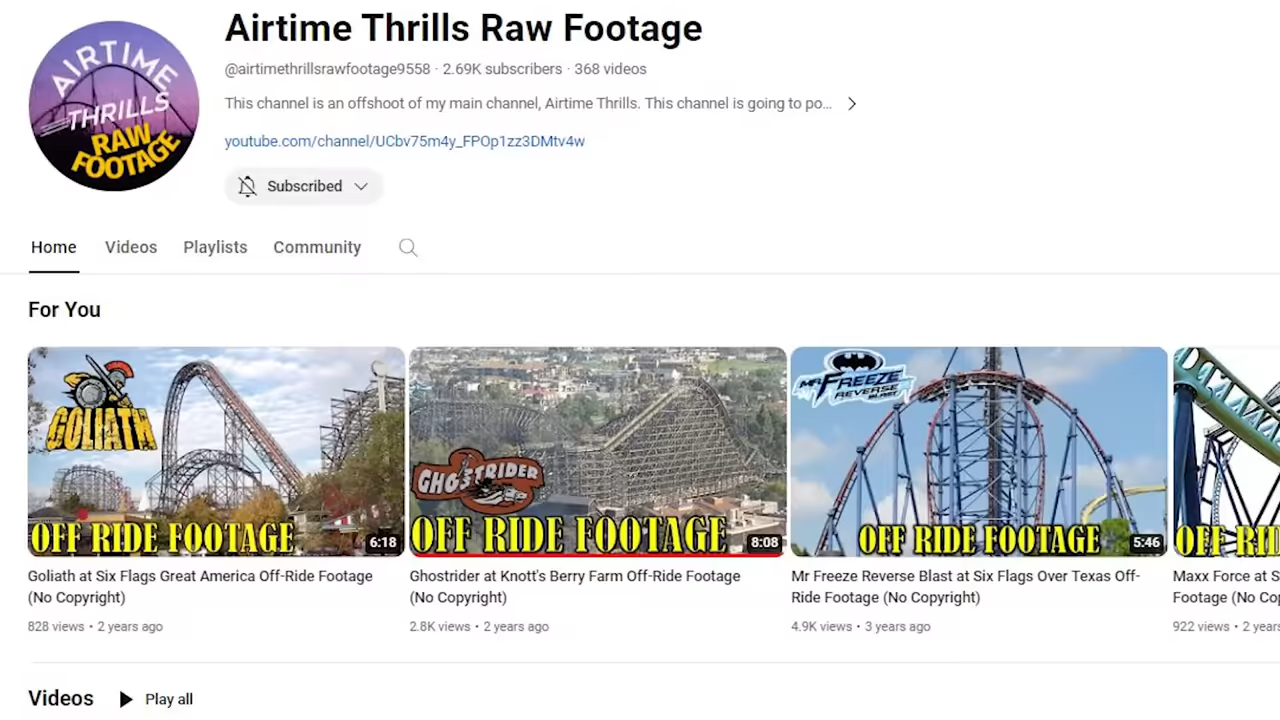 Airtime Thrills Raw Footage
AIRTIME
THRILLS
RAW
FOOTAGE
@airtimethrillsrawfootage9558 · 2.69K subscribers · 368 videos
This channel is an offshoot of my main channel, Airtime Thrills. This channel is going to po...
youtube.com/channel/UCbv75m4y_FPOp1zz3DMtv4w
Subscribed
Home Videos Playlists Community
For You
GOLIATH
OFF RIDE FOOTAGE
6:18
GHOSTRIDER
OFF RIDE FOOTAGE
8:08
MR FREEZE
REVERSE
BLAST
OFF RIDE FOOTAGE
5:46
OFF RID
Goliath at Six Flags Great America Off-Ride Footage
(No Copyright)
828 views • 2 years ago
Ghostrider at Knott's Berry Farm Off-Ride Footage
(No Copyright)
2.8K views • 2 years ago
Mr Freeze Reverse Blast at Six Flags Over Texas Off-
Ride Footage (No Copyright)
4.9K views • 3 years ago
Maxx Force at S
Footage (No Cop
922 views • 2 years
Videos Play all